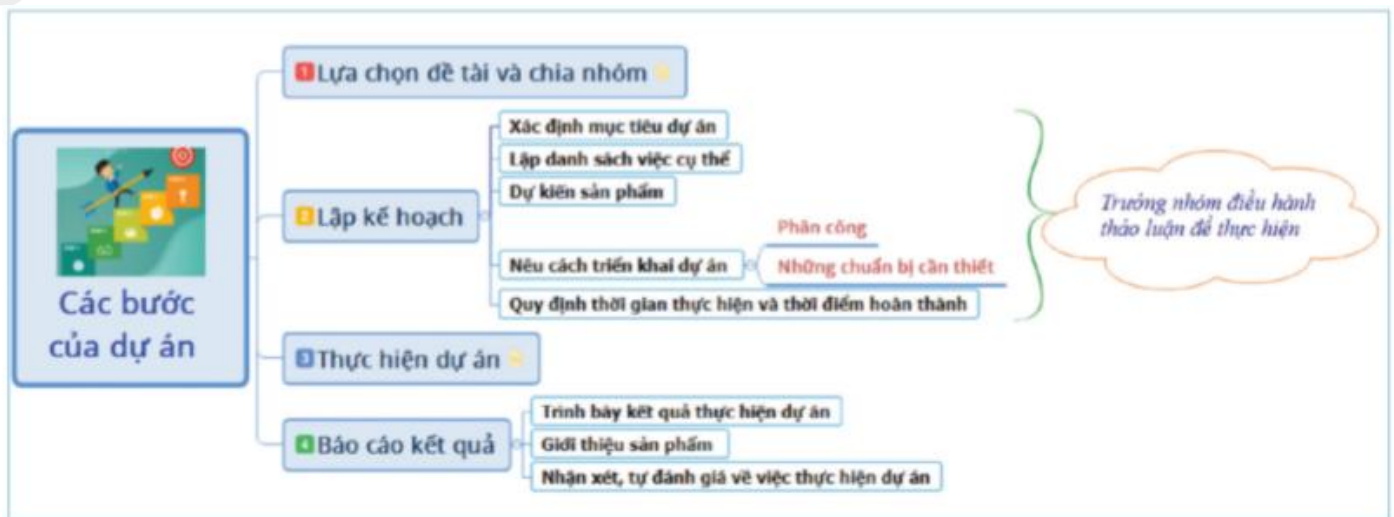 Các bước
của dự án
1 Lựa chọn đề tài và chia nhóm
2 Lập kế hoạch
Xác định mục tiêu dự án
Lập danh sách việc cụ thể
Dự kiến sản phẩm
Nêu cách triển khai dự án
Phân công
Những chuẩn bị cần thiết
Quy định thời gian thực hiện và thời điểm hoàn thành
Trưởng nhóm điều hành
thảo luận để thực hiện
3 Thực hiện dự án
4 Báo cáo kết quả
Trình bày kết quả thực hiện dự án
Giới thiệu sản phẩm
Nhận xét, tự đánh giá về việc thực hiện dự án